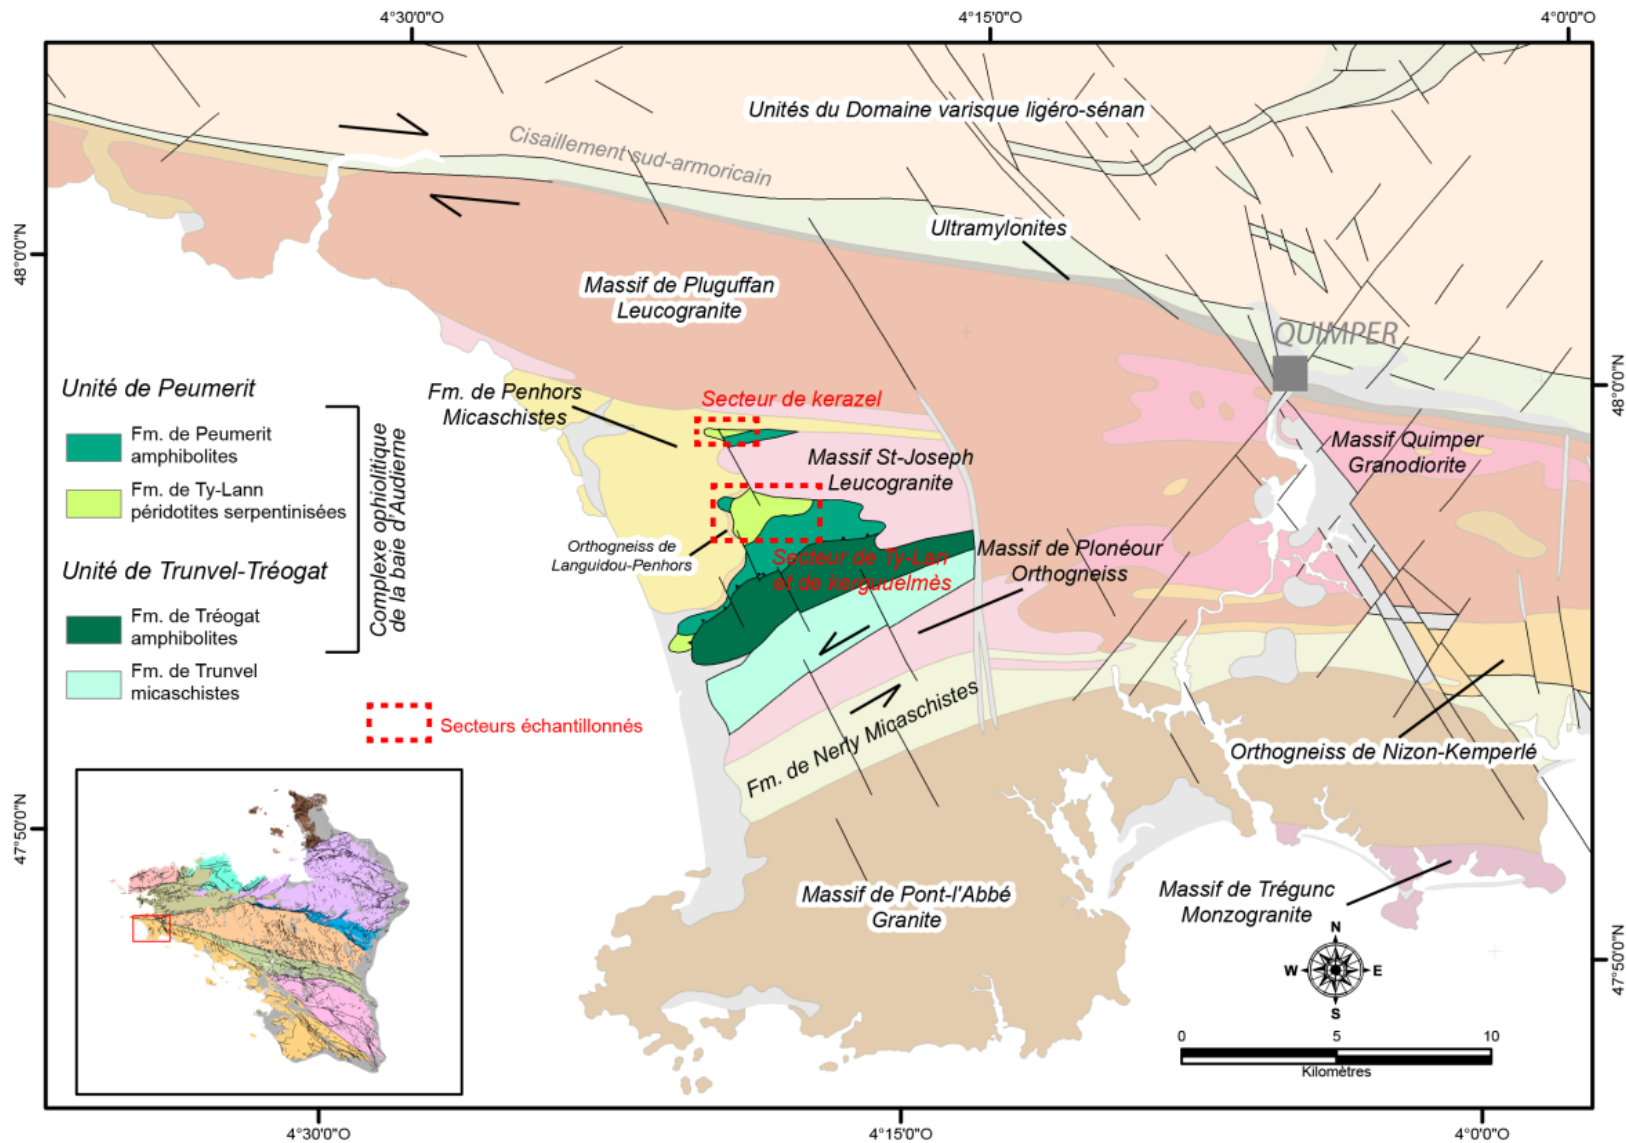 4°30'0"O
4°15'0"O
4°0'0"O
Unités du Domaine varisque ligéro-sénan
Cisaillement sud-armoricain
Ultramylonites
48°0'0"N
Massif de Pluguffan
Leucogranite
QUIMPER
48°0'0"N
Unité de Peumerit
Fm. de Peumerit
amphibolites
Fm. de Ty-Lann
péridotites serpentinisées
Unité de Trunvel-Tréogat
Fm. de Tréogat
amphibolites
Fm. de Trunvel
micaschistes
Complexe ophiolitique
de la baie d'Audierne
Secteurs échantillonnés
Fm. de Penhors
Micaschistes
Secteur de kerazel
Massif St-Joseph
Leucogranite
Massif Quimper
Granodiorite
Orthogneiss de
Languidou-Penhors
Secteur de Ty-Lan
et de kerguuelmès
Massif de Plonéour
Orthogneiss
Fm. de Nerly Micaschistes
Orthogneiss de Nizon-Kemperlé
47°50'0"N
Massif de Pont-l'Abbé
Granite
Massif de Trégunc
Monzogranite
N
W
E
S
47°50'0"N
0
5
10
Kilomètres
4°30'0"O
4°15'0"O
4°0'0"O